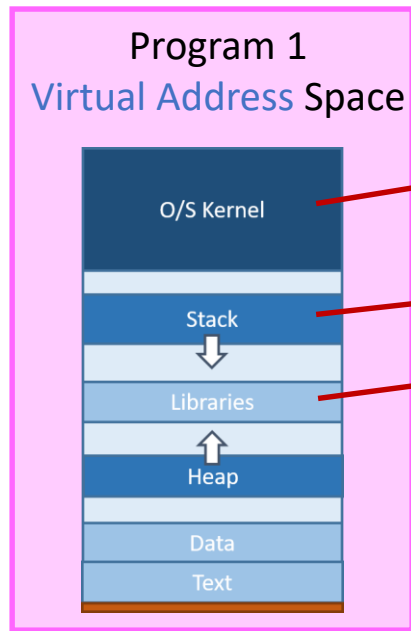 Program 1
Virtual Address Space
O/S Kernel
Stack
Libraries
Heap
Data
Text